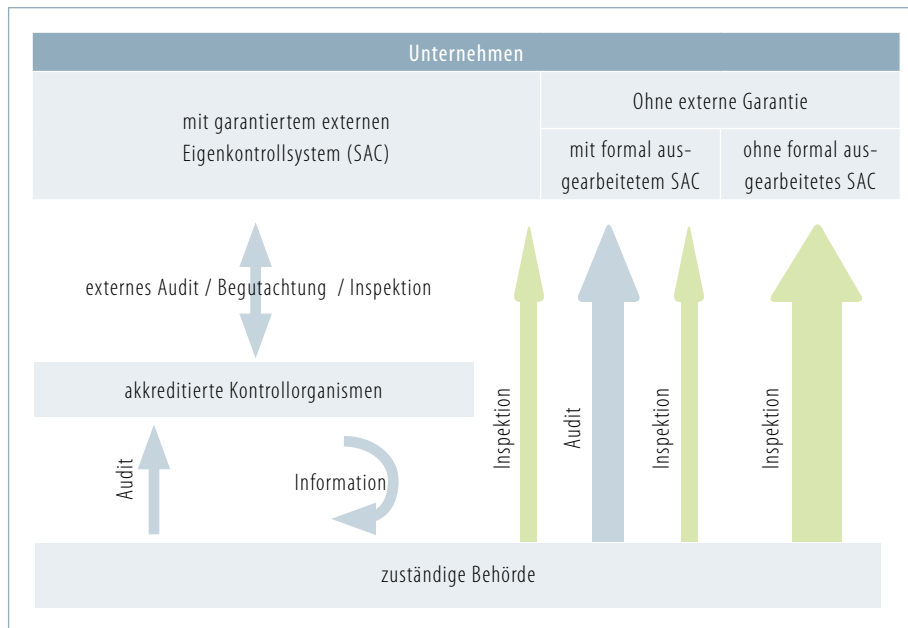 Unternehmen
mit garantiertem externen
Eigenkontrollsystem (SAC)
Ohne externe Garantie
mit formal aus-
gearbeitetem SAC
ohne formal aus-
gearbeitetes SAC
externes Audit / Begutachtung / Inspektion
akkreditierte Kontrollorganismen
Audit
Information
Inspektion
Audit
Inspektion
Inspektion
zuständige Behörde